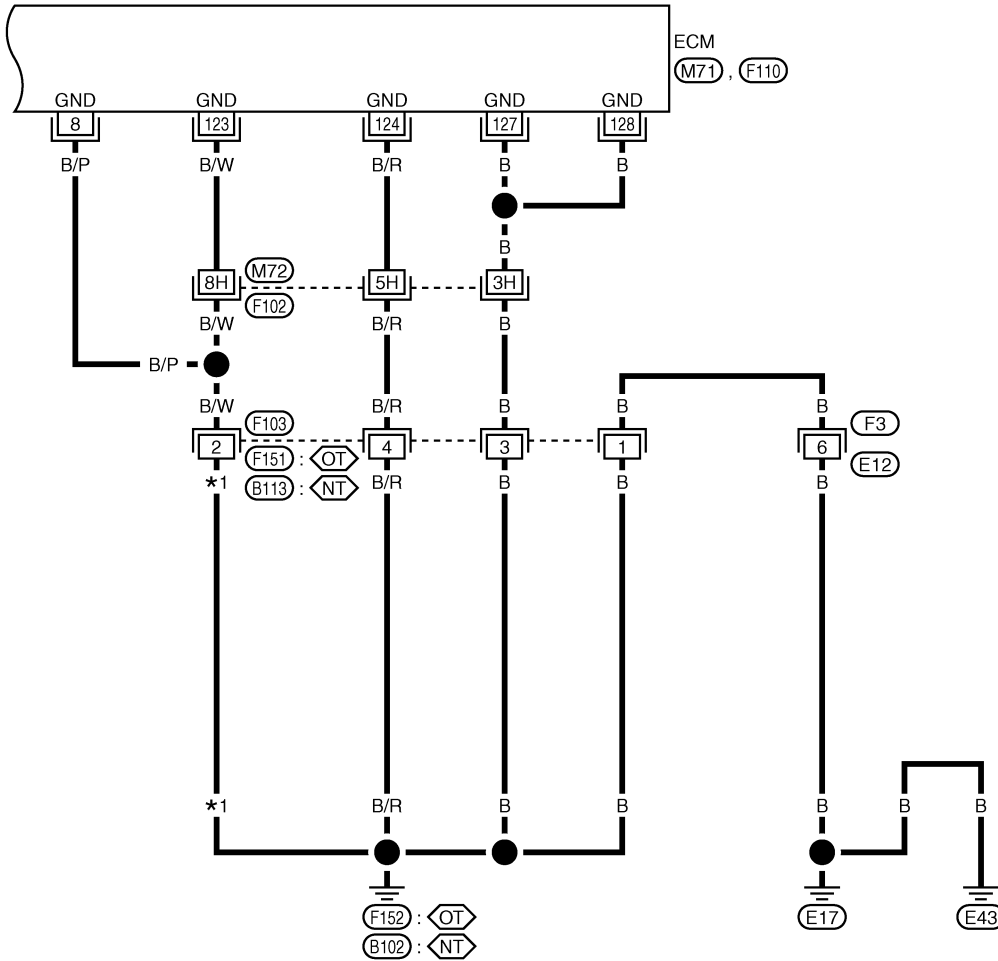 ECM
M71 , F110
GND GND GND GND GND
8 123 124 127 128
B/P B/W B/R B B
B
8H M72 5H 3H
F102
B/W B/R B
B/P
B/W B/R B B B
F103 F3
2 4 3 1 6
F151 : OT E12
*1 B113 : NT B/R B B B
*1 B/R B B B B B
F152 : OT E17 E43
B102 : NT